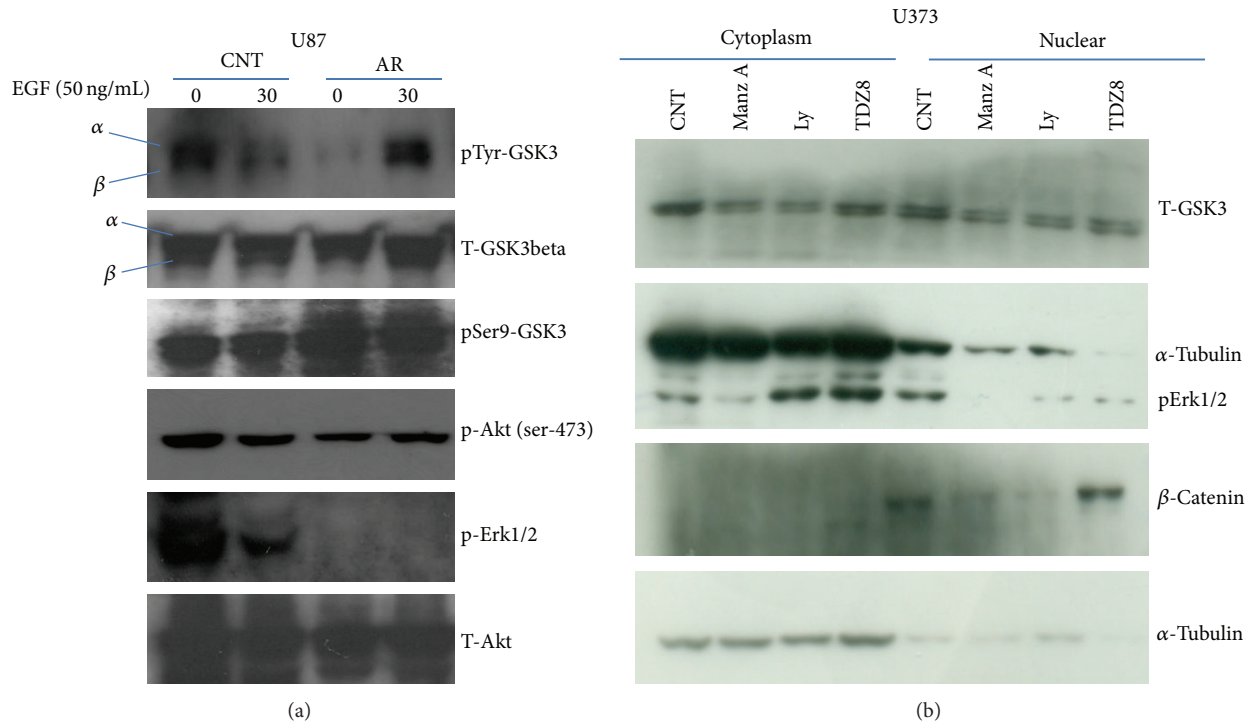 U87
CNT AR
EGF (50 ng/mL) 0 30 0 30
α
β
pTyr-GSK3
α
β
T-GSK3beta
pSer9-GSK3
p-Akt (ser-473)
p-Erk1/2
T-Akt
(a)
U373
Cytoplasm Nuclear
CNT Manz A Ly TDZ8 CNT Manz A Ly TDZ8
T-GSK3
α-Tubulin
pErk1/2
β-Catenin
α-Tubulin
(b)